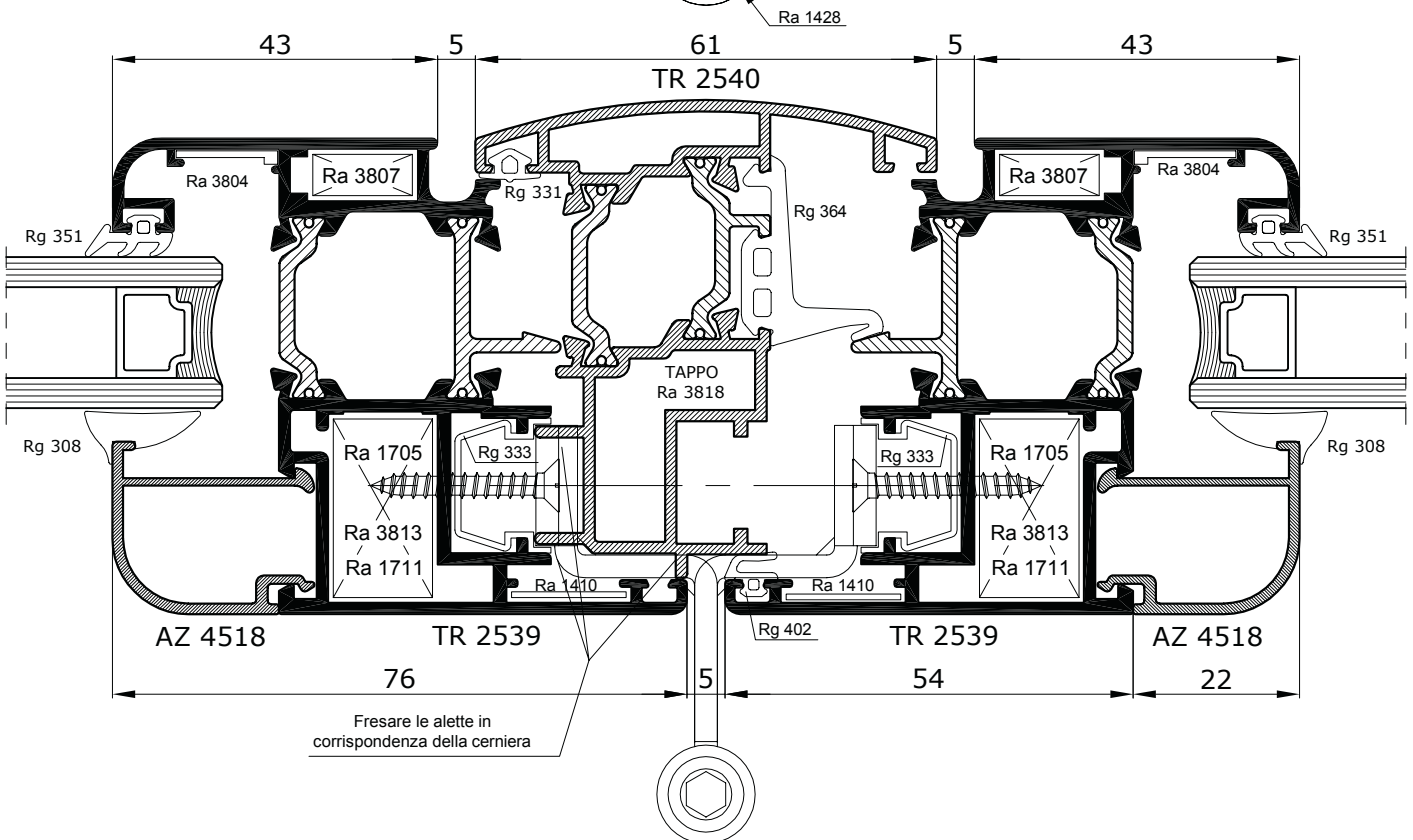 Ra 1428
43 5 61 5 43
TR 2540
Ra 3804
Ra 3807
Rg 331
Rg 364
Ra 3807
Ra 3804
Rg 351
Rg 351
TAPPO
Ra 3818
Rg 308
Ra 1705
Rg 333
Rg 333
Ra 1705
Rg 308
Ra 3813
Ra 3813
Ra 1711
Ra 1711
Ra 1410
Ra 1410
AZ 4518
TR 2539
Rg 402
TR 2539
AZ 4518
76 5 54 22
Fresare le alette in
corrispondenza della cerniera